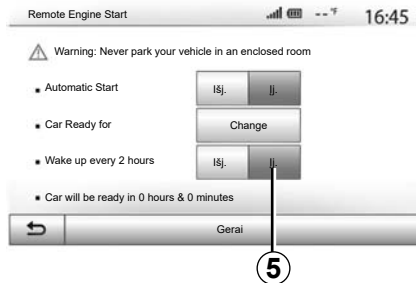 Remote Engine Start -- °F 16:45
Warning: Never park your vehicle in an enclosed room
Automatic Start Išj. Įj.
Car Ready for Change
Wake up every 2 hours Išj. Įj.
Car will be ready in 0 hours & 0 minutes
Gerai
5